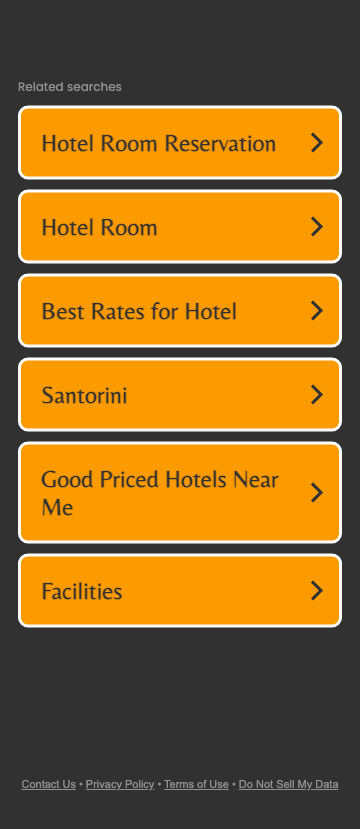 Related searches
Hotel Room Reservation
Hotel Room
Best Rates for Hotel
Santorini
Good Priced Hotels Near
Me
Facilities
Contact Us • Privacy Policy • Terms of Use • Do Not Sell My Data